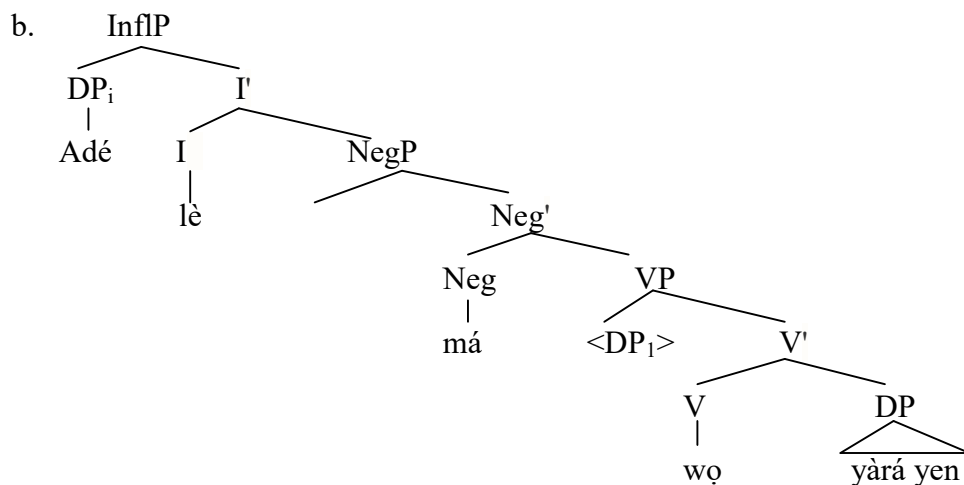 b. InflP
DPᵢ I'
Adé I NegP
lè Neg'
Neg VP
má <DP₁> V'
V DP
wọ yàrá yen